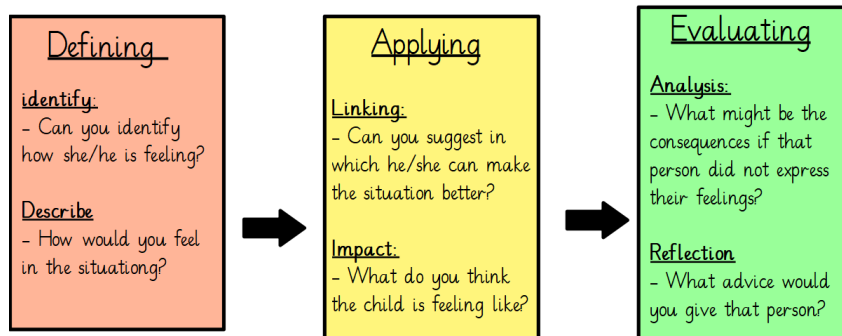 Defining
identify:
- Can you identify
how she/he is feeling?
Describe
- How would you feel
in the situationg?
Applying
Linking:
- Can you suggest in
which he/she can make
the situation better?
Impact:
- What do you think
the child is feeling like?
Evaluating
Analysis:
- What might be the
consequences if that
person did not express
their feelings?
Reflection
- What advice would
you give that person?